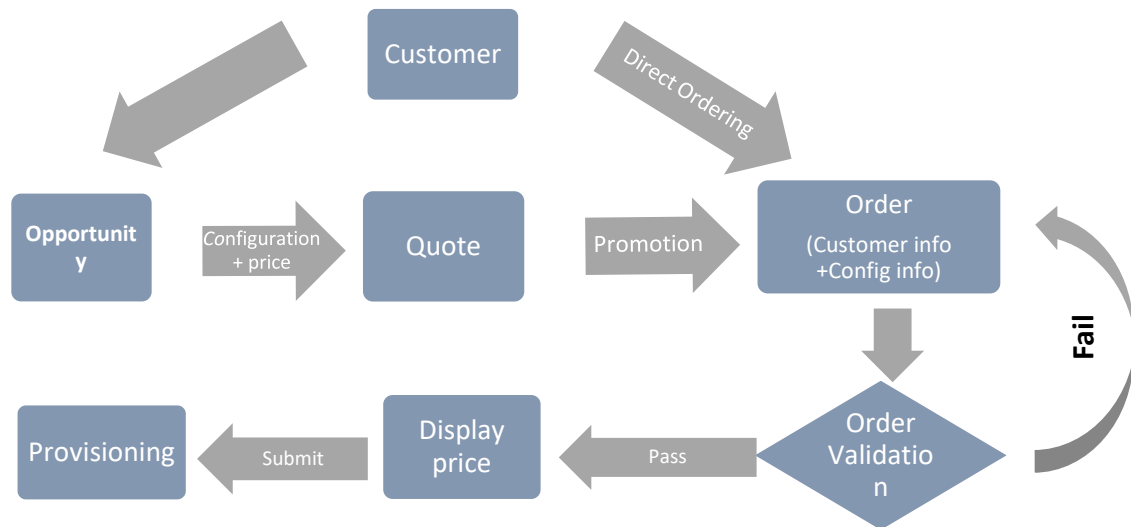 Customer
Direct Ordering
Opportunit
y
Configuration
+ price
Quote
Promotion
Order
(Customer info
+Config info)
Fail
Order
Validatio
n
Pass
Display
price
Submit
Provisioning